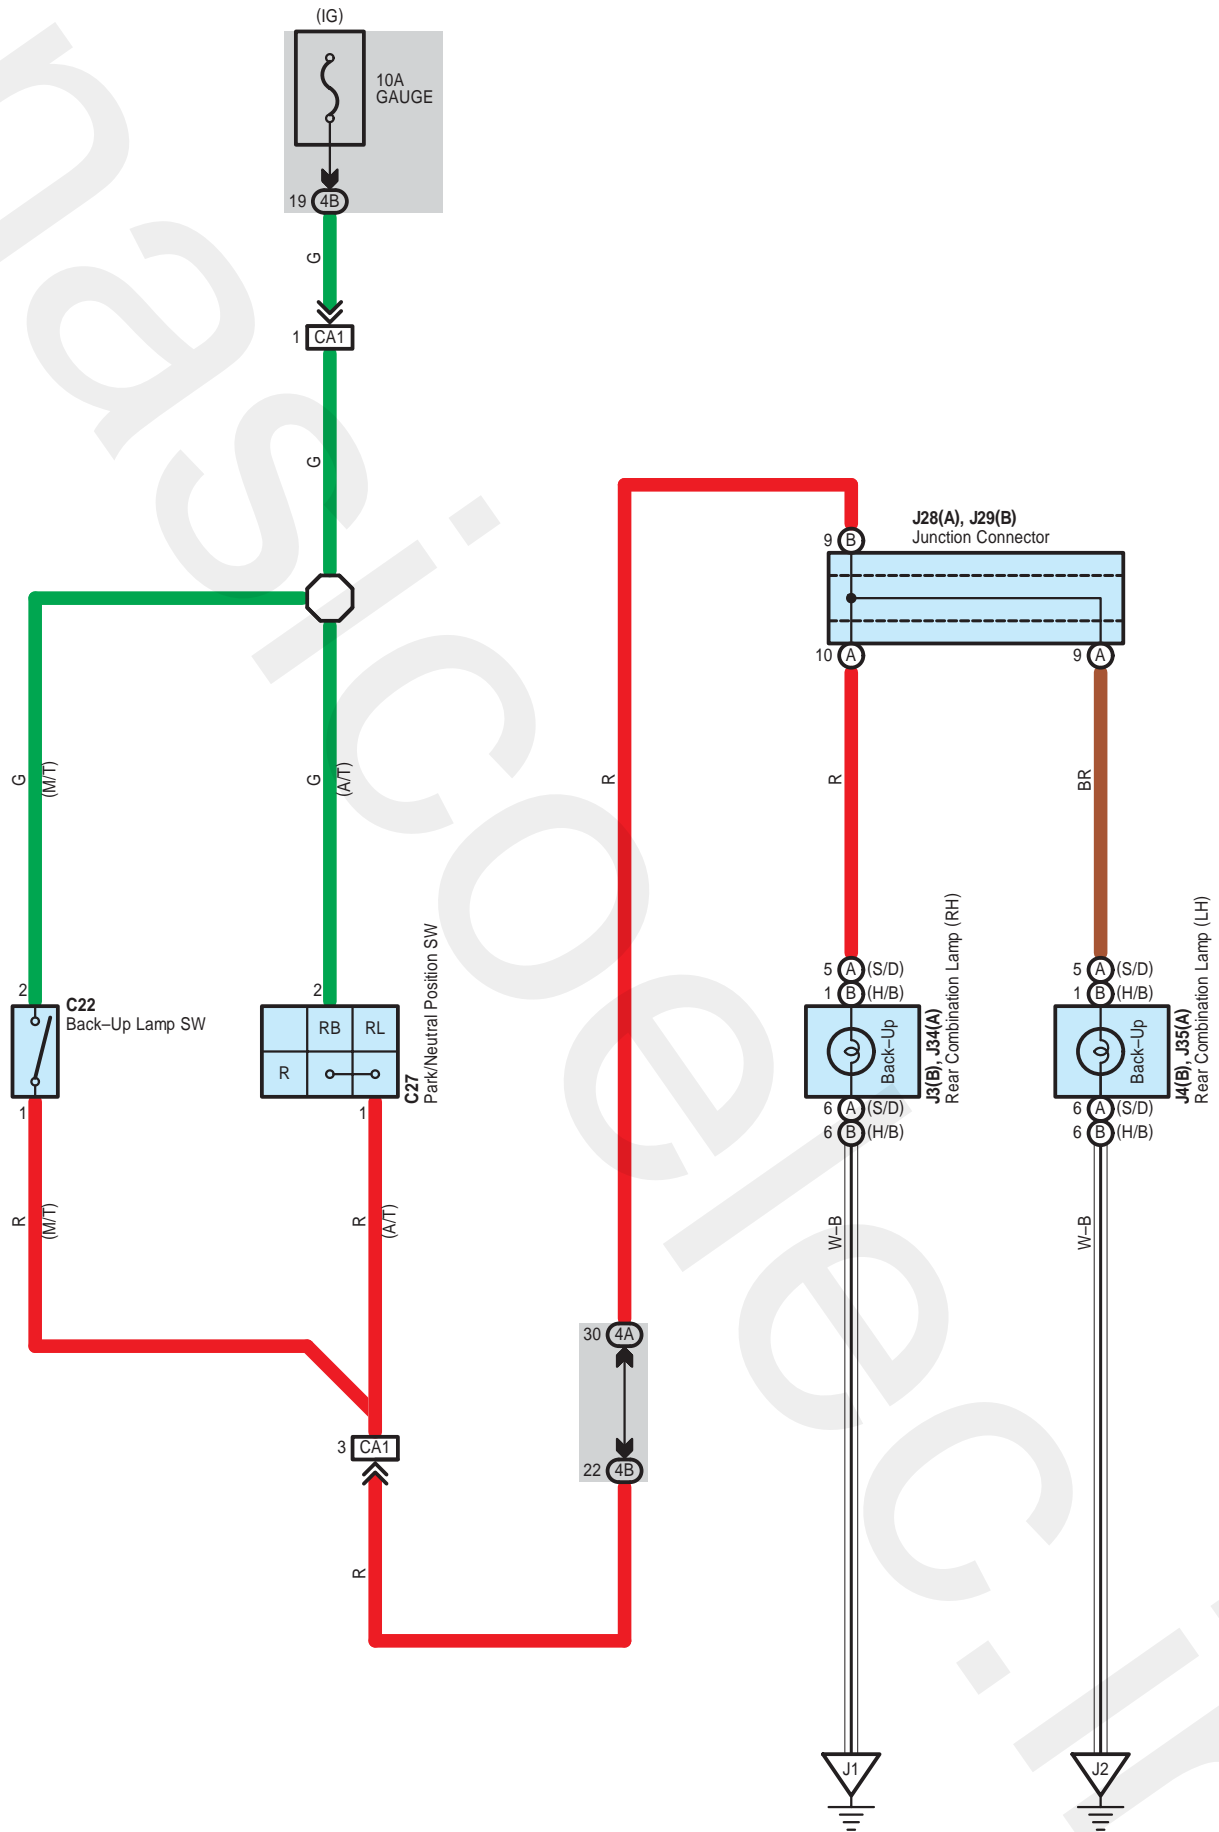 (IG)
10A
GAUGE
19 4B
G
1 CA1
G
J28(A), J29(B)
Junction Connector
9 B
10 A
9 A
G
(M/T)
G
(A/T)
R
R
BR
2
C22
Back–Up Lamp SW
1
2
RB RL
R
C27
Park/Neutral Position SW
1
5 A (S/D)
1 B (H/B)
Back–Up
J3(B), J34(A)
Rear Combination Lamp (RH)
6 A (S/D)
6 B (H/B)
5 A (S/D)
1 B (H/B)
Back–Up
J4(B), J35(A)
Rear Combination Lamp (LH)
6 A (S/D)
6 B (H/B)
R
(M/T)
R
(A/T)
W–B
W–B
30 4A
22 4B
3 CA1
R
J1
J2